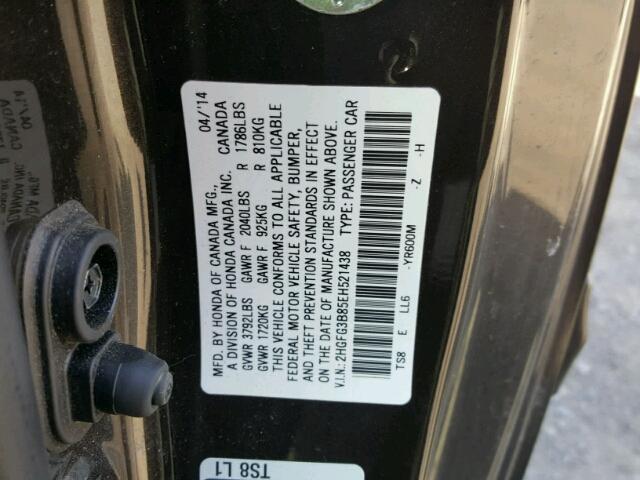 MFD. BY HONDA OF CANADA MFG., 04/'14
A DIVISION OF HONDA CANADA INC. CANADA
GVWR 3792LBS GAWR F 2040LBS R 1786LBS
GVWR 1720KG GAWR F 925KG R 810KG
THIS VEHICLE CONFORMS TO ALL APPLICABLE
FEDERAL MOTOR VEHICLE SAFETY, BUMPER,
AND THEFT PREVENTION STANDARDS IN EFFECT
ON THE DATE OF MANUFACTURE SHOWN ABOVE.
V.I.N.: 2HGFG3B85EH521438 TYPE: PASSENGER CAR
TS8 E LL6 -YR600M -Z -H
TS8 L1